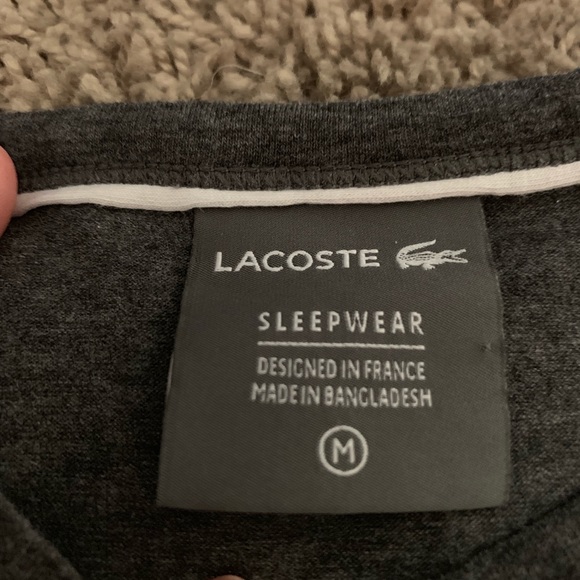 LACOSTE
SLEEPWEAR
DESIGNED IN FRANCE
MADE IN BANGLADESH
M